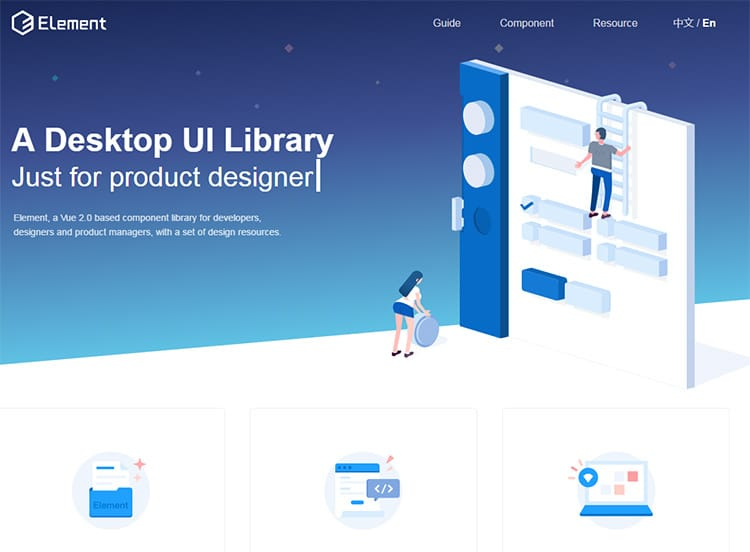 Element
Guide
Component
Resource
中文 / En
A Desktop UI Library
Just for product designer
Element, a Vue 2.0 based component library for developers,
designers and product managers, with a set of design resources.
Element
</>